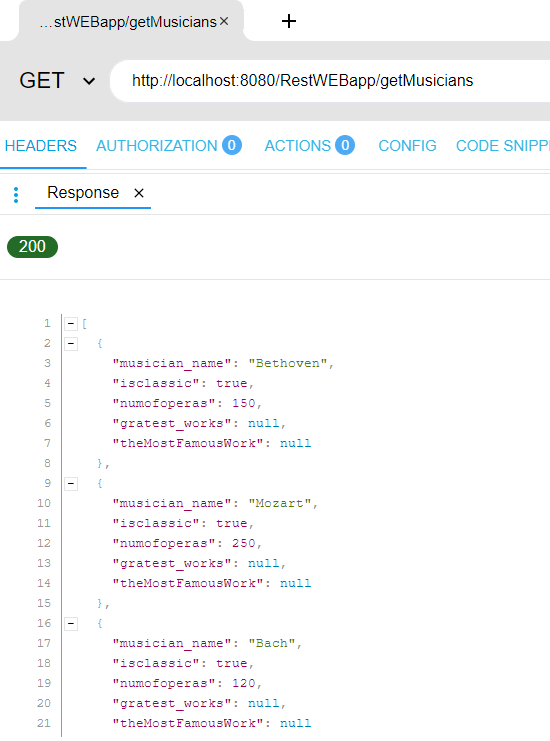 ...stWEBapp/getMusicians × +
GET http://localhost:8080/RestWEBapp/getMusicians
HEADERS AUTHORIZATION 0 ACTIONS 0 CONFIG CODE SNIPP
Response ×
200
1 - [
2 - {
3 "musician_name": "Bethoven",
4 "isclassic": true,
5 "numofoperas": 150,
6 "gratest_works": null,
7 "theMostFamousWork": null
8 },
9 - {
10 "musician_name": "Mozart",
11 "isclassic": true,
12 "numofoperas": 250,
13 "gratest_works": null,
14 "theMostFamousWork": null
15 },
16 - {
17 "musician_name": "Bach",
18 "isclassic": true,
19 "numofoperas": 120,
20 "gratest_works": null,
21 "theMostFamousWork": null